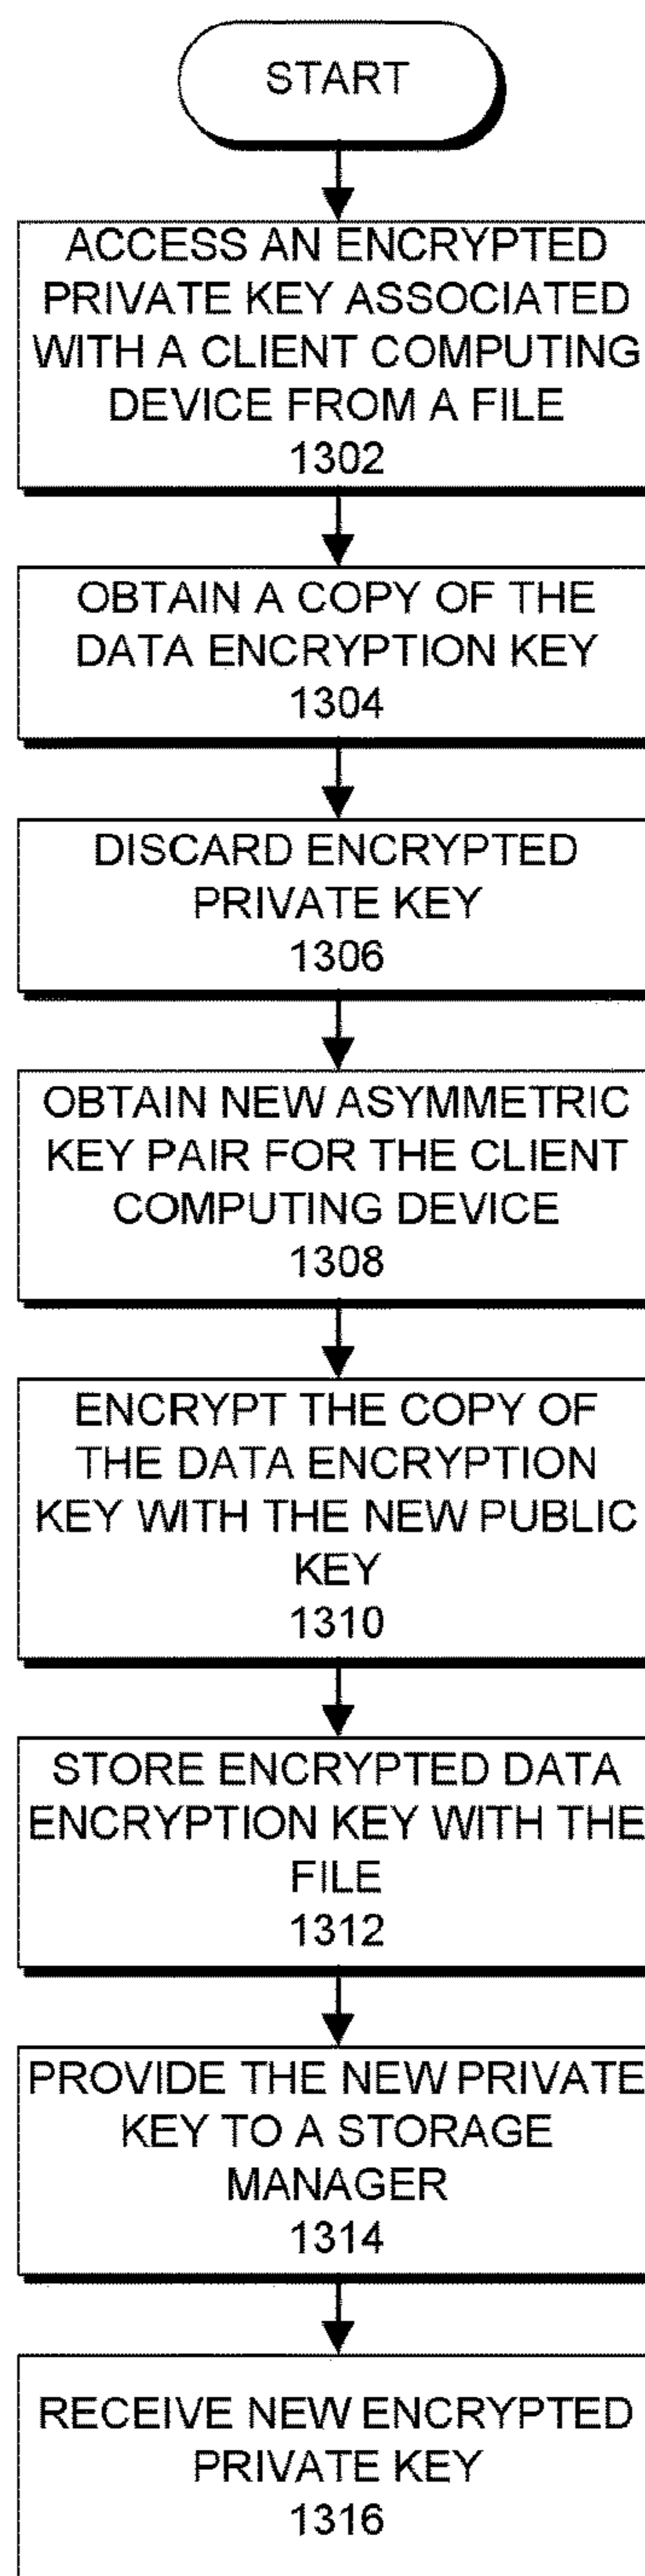 START
ACCESS AN ENCRYPTED
PRIVATE KEY ASSOCIATED
WITH A CLIENT COMPUTING
DEVICE FROM A FILE
1302
OBTAIN A COPY OF THE
DATA ENCRYPTION KEY
1304
DISCARD ENCRYPTED
PRIVATE KEY
1306
OBTAIN NEW ASYMMETRIC
KEY PAIR FOR THE CLIENT
COMPUTING DEVICE
1308
ENCRYPT THE COPY OF
THE DATA ENCRYPTION
KEY WITH THE NEW PUBLIC
KEY
1310
STORE ENCRYPTED DATA
ENCRYPTION KEY WITH THE
FILE
1312
PROVIDE THE NEW PRIVATE
KEY TO A STORAGE
MANAGER
1314
RECEIVE NEW ENCRYPTED
PRIVATE KEY
1316